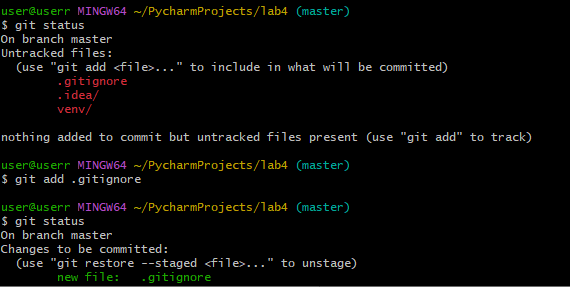 user@userr MINGW64 ~/PycharmProjects/lab4 (master)
$ git status
On branch master
Untracked files:
  (use "git add <file>..." to include in what will be committed)
        .gitignore
        .idea/
        venv/

nothing added to commit but untracked files present (use "git add" to track)

user@userr MINGW64 ~/PycharmProjects/lab4 (master)
$ git add .gitignore

user@userr MINGW64 ~/PycharmProjects/lab4 (master)
$ git status
On branch master
Changes to be committed:
  (use "git restore --staged <file>..." to unstage)
        new file:   .gitignore